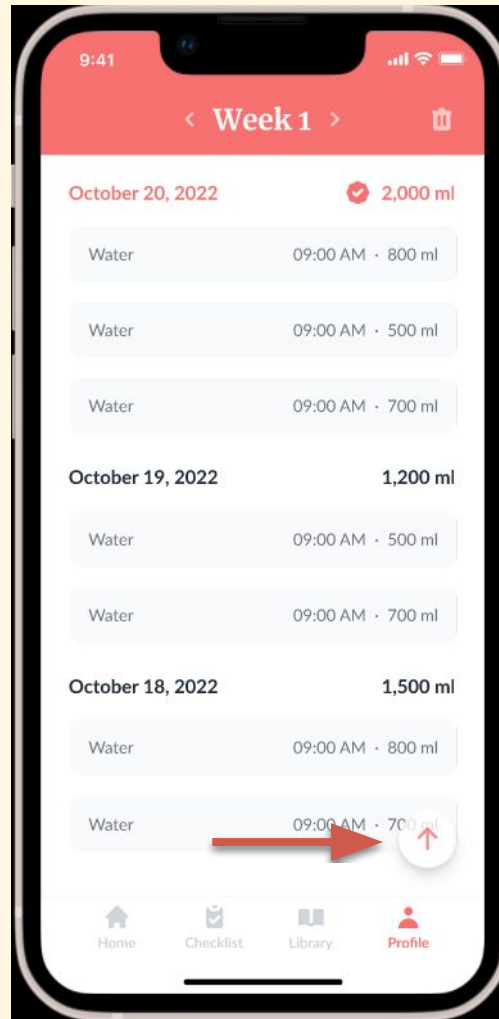 9:41
< Week 1 >
October 20, 2022 2,000 ml
Water 09:00 AM · 800 ml
Water 09:00 AM · 500 ml
Water 09:00 AM · 700 ml
October 19, 2022 1,200 ml
Water 09:00 AM · 500 ml
Water 09:00 AM · 700 ml
October 18, 2022 1,500 ml
Water 09:00 AM · 800 ml
Water 09:00 AM · 700 ml
Home Checklist Library Profile